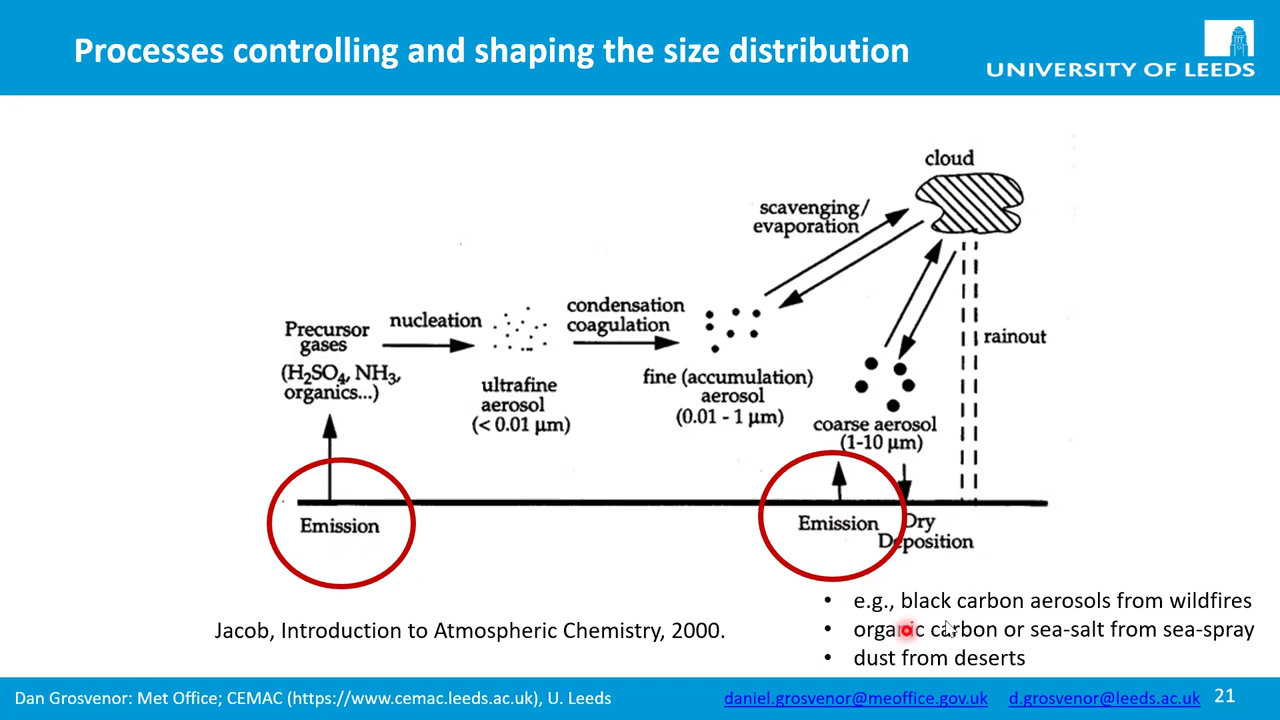 Processes controlling and shaping the size distribution
UNIVERSITY OF LEEDS
cloud
scavenging/
evaporation
condensation
coagulation
nucleation
Precursor
gases
(H₂SO₄, NH₃,
organics...)
ultrafine
aerosol
(< 0.01 µm)
fine (accumulation)
aerosol
(0.01 - 1 µm)
rainout
coarse aerosol
(1-10 µm)
Emission
Emission
Dry
Deposition
• e.g., black carbon aerosols from wildfires
• organic carbon or sea-salt from sea-spray
• dust from deserts
Jacob, Introduction to Atmospheric Chemistry, 2000.
Dan Grosvenor: Met Office; CEMAC (https://www.cemac.leeds.ac.uk), U. Leeds
daniel.grosvenor@meoffice.gov.uk d.grosvenor@leeds.ac.uk 21